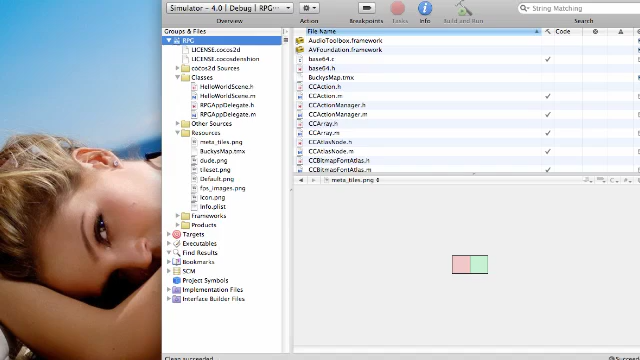 Simulator - 4.0 | Debug | RPG
Overview
Action
Breakpoints
Tasks
Info
Build and Run
String Matching
Search
Groups & Files
RPG
LICENSE.cocos2d
LICENSE.cocosdenshion
cocos2d Sources
Classes
HelloWorldScene.h
HelloWorldScene.m
RPGAppDelegate.h
RPGAppDelegate.m
Other Sources
Resources
meta_tiles.png
BuckysMap.tmx
dude.png
tileset.png
Default.png
fps_images.png
Icon.png
Info.plist
Frameworks
Products
Targets
Executables
Find Results
Bookmarks
SCM
Project Symbols
Implementation Files
Interface Builder Files
File Name
Code
AudioToolbox.framework
AVFoundation.framework
base64.c
base64.h
BuckysMap.tmx
CCAction.h
CCAction.m
CCActionManager.h
CCActionManager.m
CCArray.h
CCArray.m
CCAtlasNode.h
CCAtlasNode.m
CCBitmapFontAtlas.h
CCBitmapFontAtlas.m
meta_tiles.png
Clean succeeded
Succee